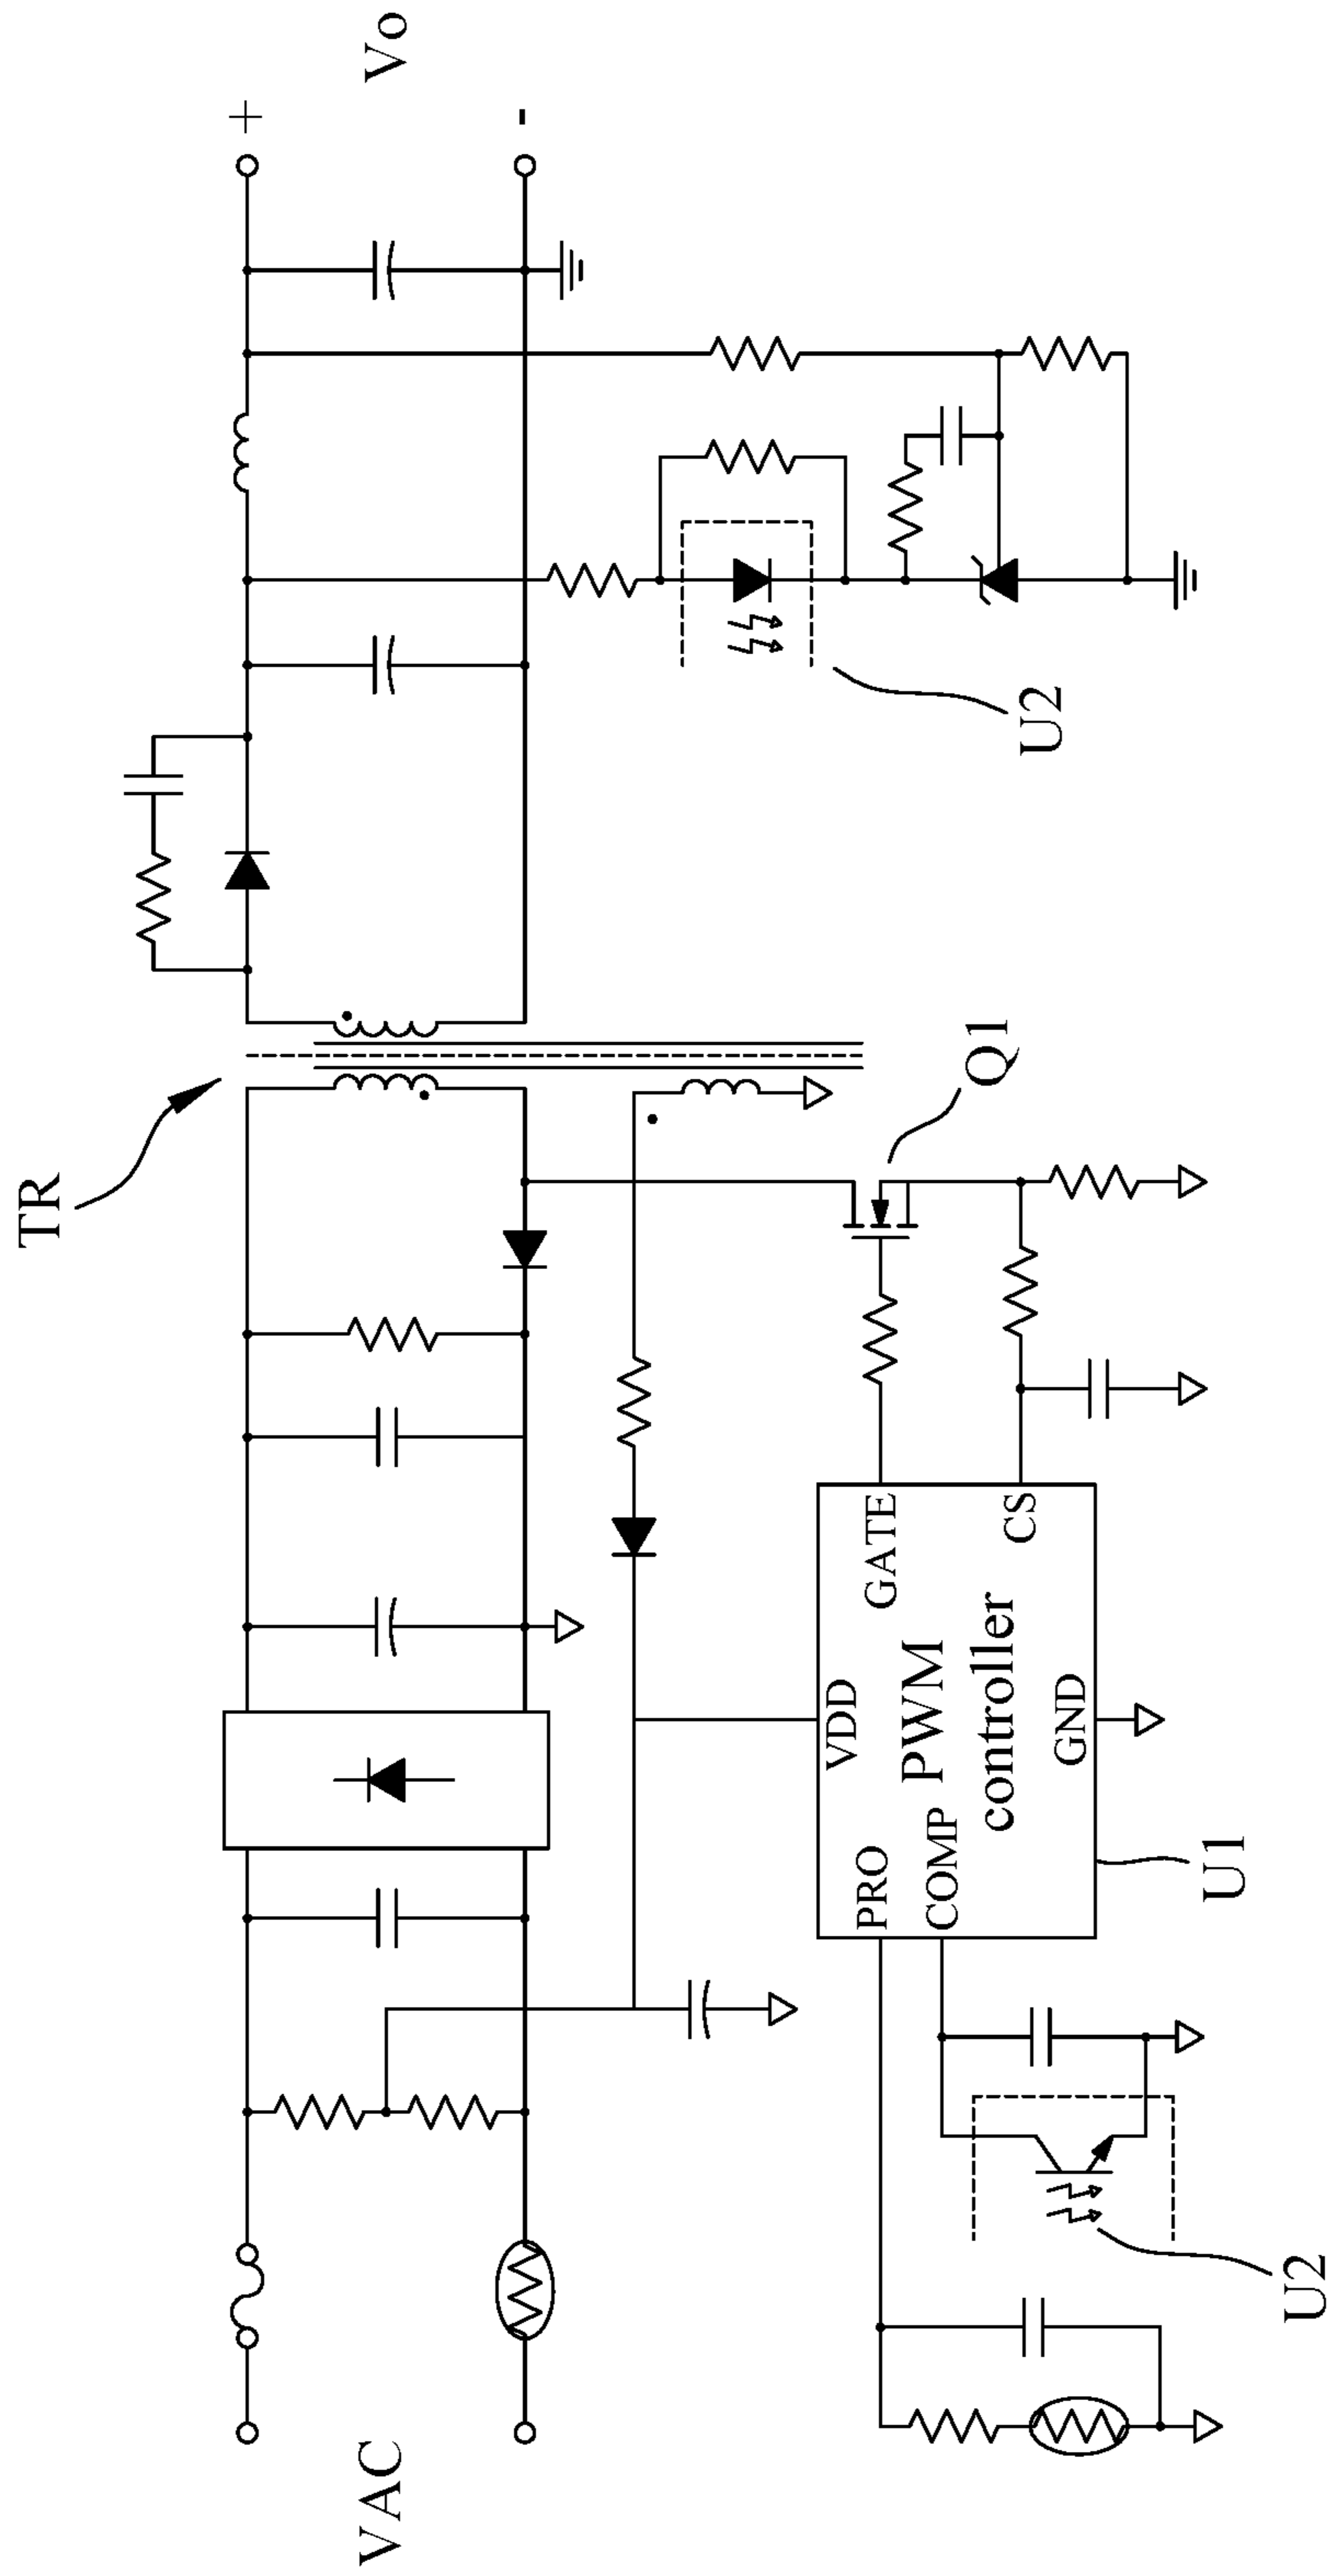 TR
VAC
Vo
+
-
Q1
U2
VDD
GATE
PRO
PWM
COMP
controller
CS
GND
U1
U2